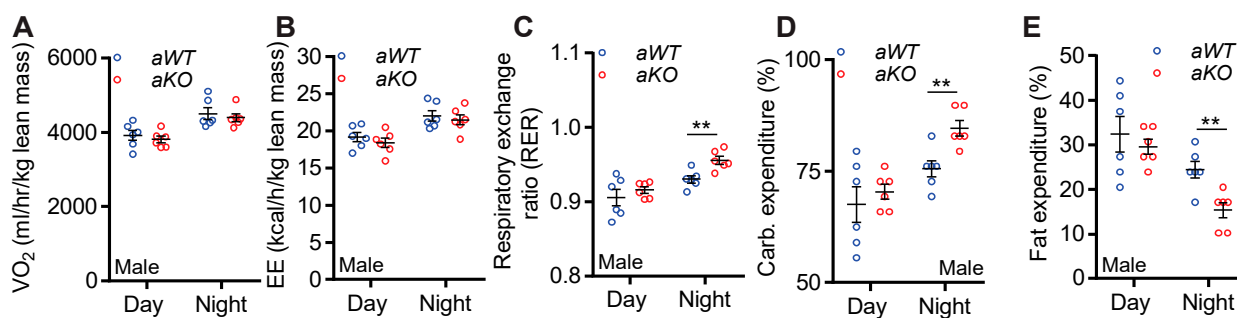 A
VO2 (ml/hr/kg lean mass)
6000
4000
2000
0
aWT
aKO
Male
Day
Night
B
EE (kcal/h/kg lean mass)
30
25
20
15
10
5
0
aWT
aKO
Male
Day
Night
C
Respiratory exchange
ratio (RER)
1.1
1.0
0.9
0.8
aWT
aKO
**
Male
Day
Night
D
Carb. expenditure (%)
100
75
50
aWT
aKO
**
Male
Day
Night
E
Fat expenditure (%)
50
40
30
20
10
0
aWT
aKO
**
Male
Day
Night